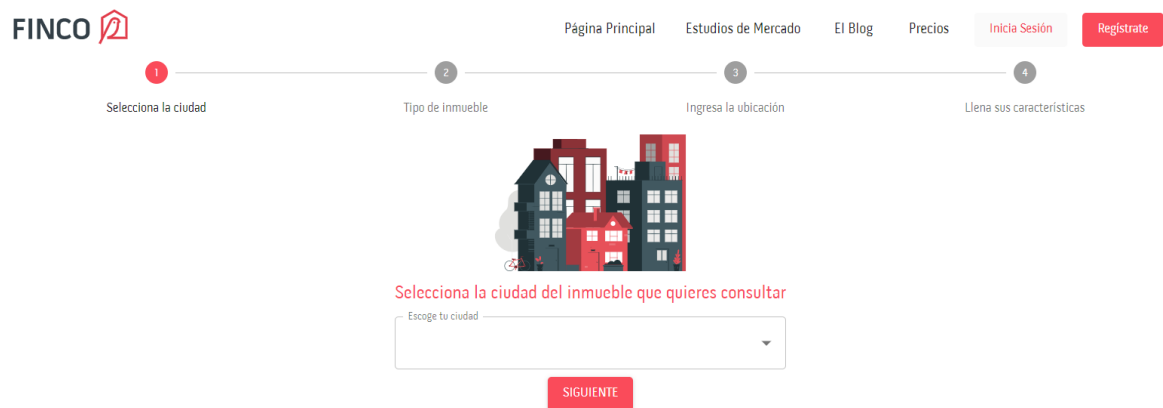 FINCO
Página Principal Estudios de Mercado El Blog Precios Inicia Sesión Regístrate
1 2 3 4
Selecciona la ciudad Tipo de inmueble Ingresa la ubicación Llena sus características
Selecciona la ciudad del inmueble que quieres consultar
Escoge tu ciudad
SIGUIENTE